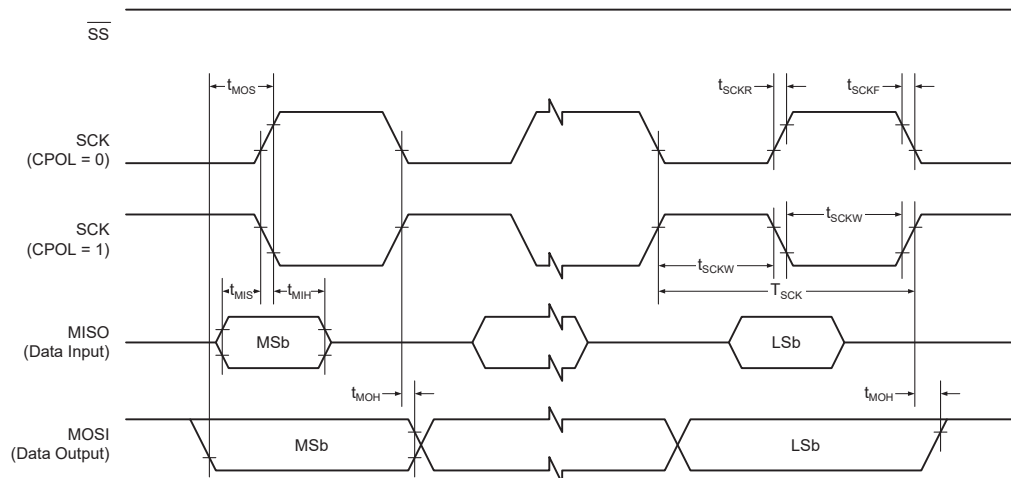 SS
tMOS
tSCKR
tSCKF
SCK
(CPOL = 0)
SCK
(CPOL = 1)
tSCKW
tSCKW
TSCK
tMIS
tMIH
MISO
(Data Input)
MSb
LSb
tMOH
tMOH
MOSI
(Data Output)
MSb
LSb